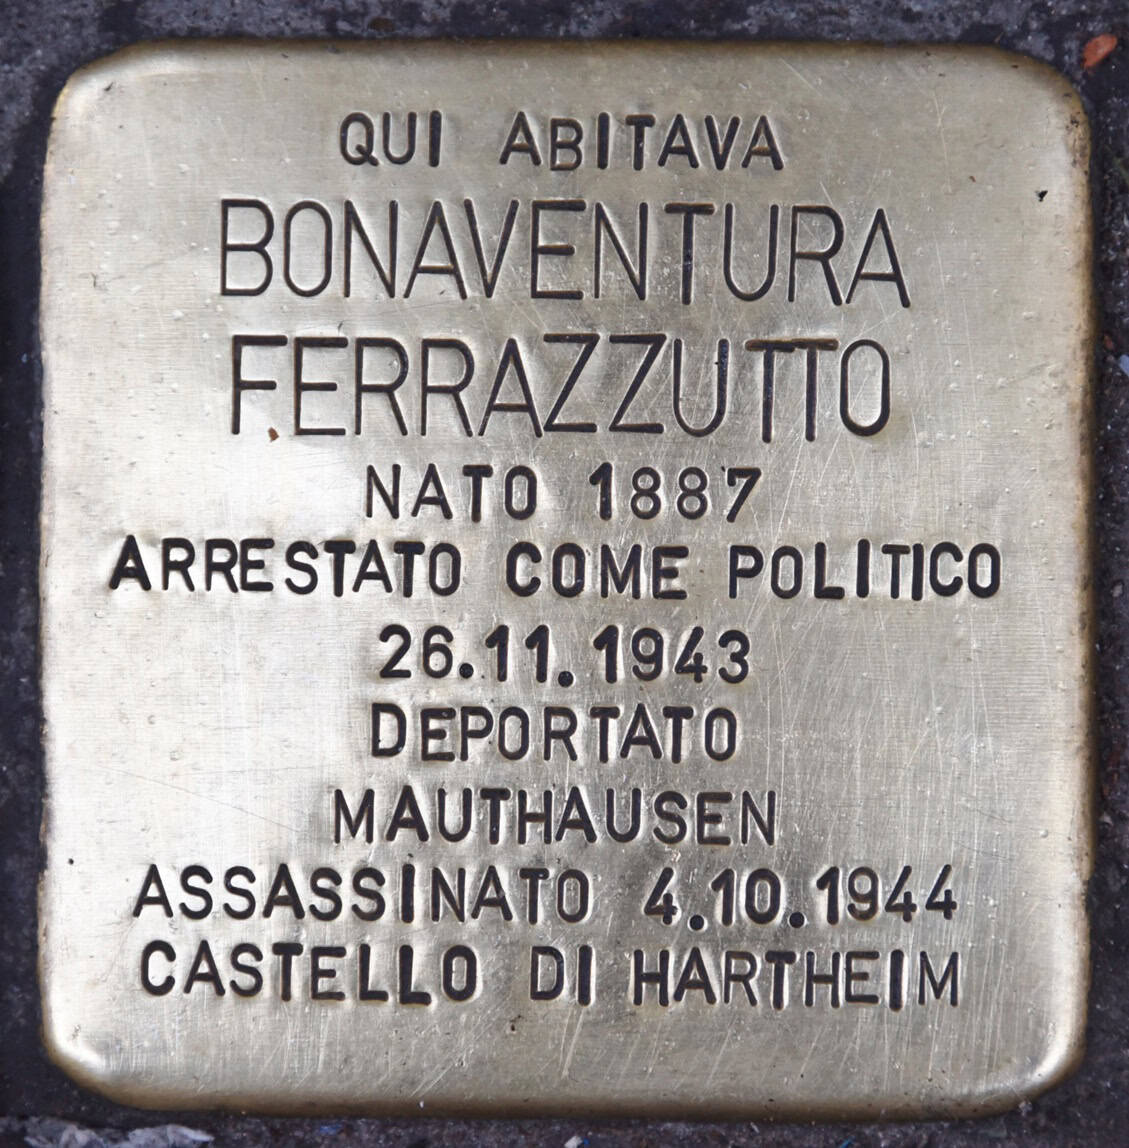 QUI ABITAVA
BONAVENTURA
FERRAZZUTTO
NATO 1887
ARRESTATO COME POLITICO
26.11.1943
DEPORTATO
MAUTHAUSEN
ASSASSINATO 4.10.1944
CASTELLO DI HARTHEIM